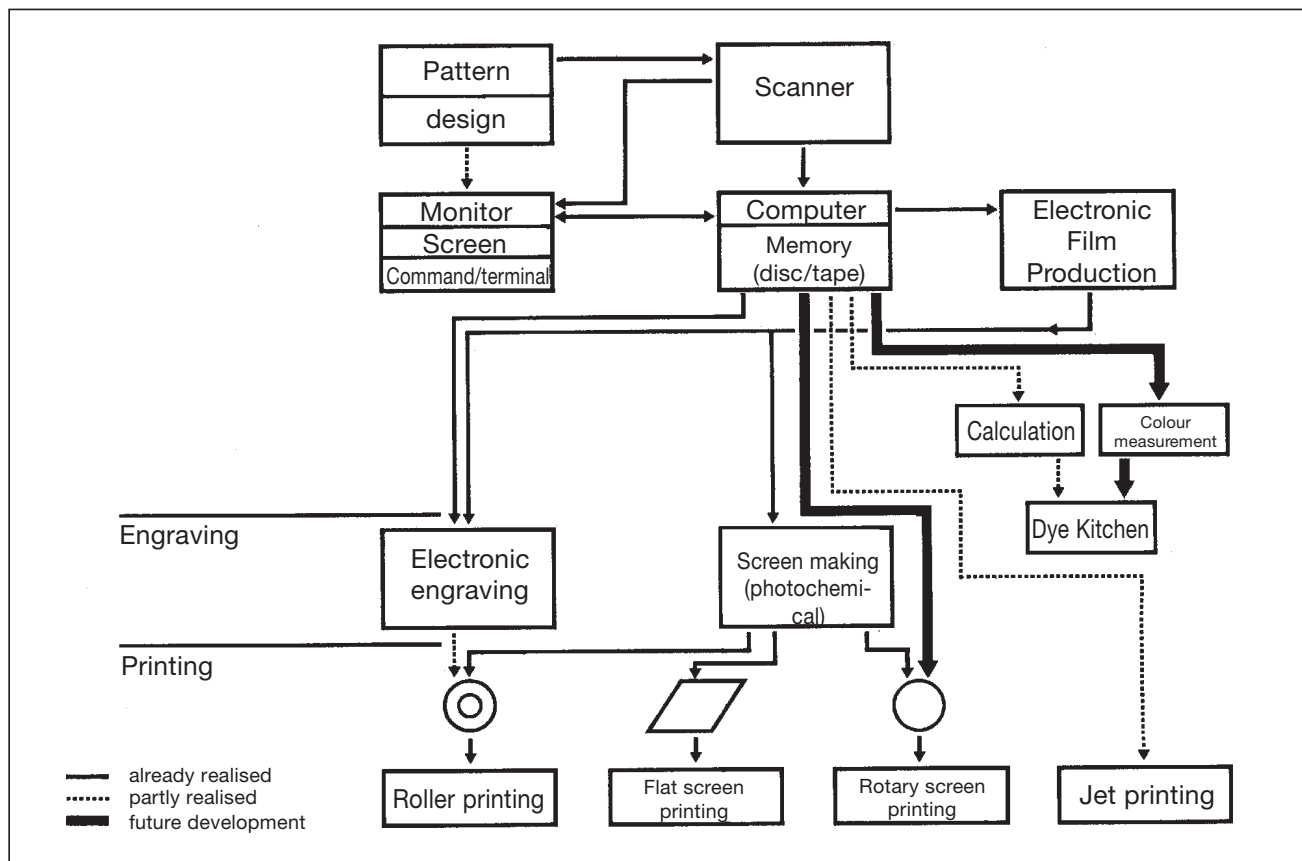 Pattern
design
Scanner
Monitor
Screen
Command/terminal
Computer
Memory
(disc/tape)
Electronic
Film
Production
Calculation
Colour
measurement
Dye Kitchen
Engraving
Electronic
engraving
Screen making
(photochemi-
cal)
Printing
already realised
partly realised
future development
Roller printing
Flat screen
printing
Rotary screen
printing
Jet printing